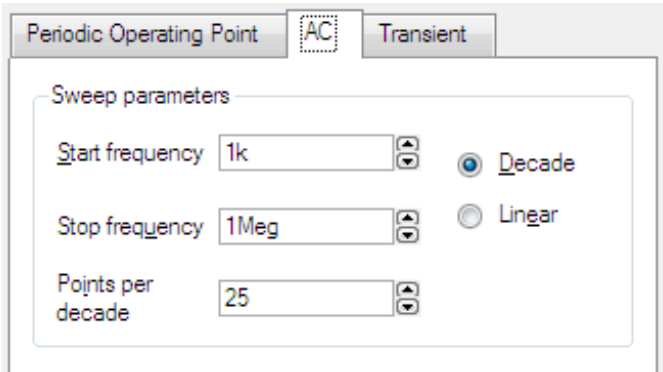 Periodic Operating Point AC Transient
Sweep parameters
Start frequency 1k
Decade
Linear
Stop frequency 1Meg
Points per
decade
25